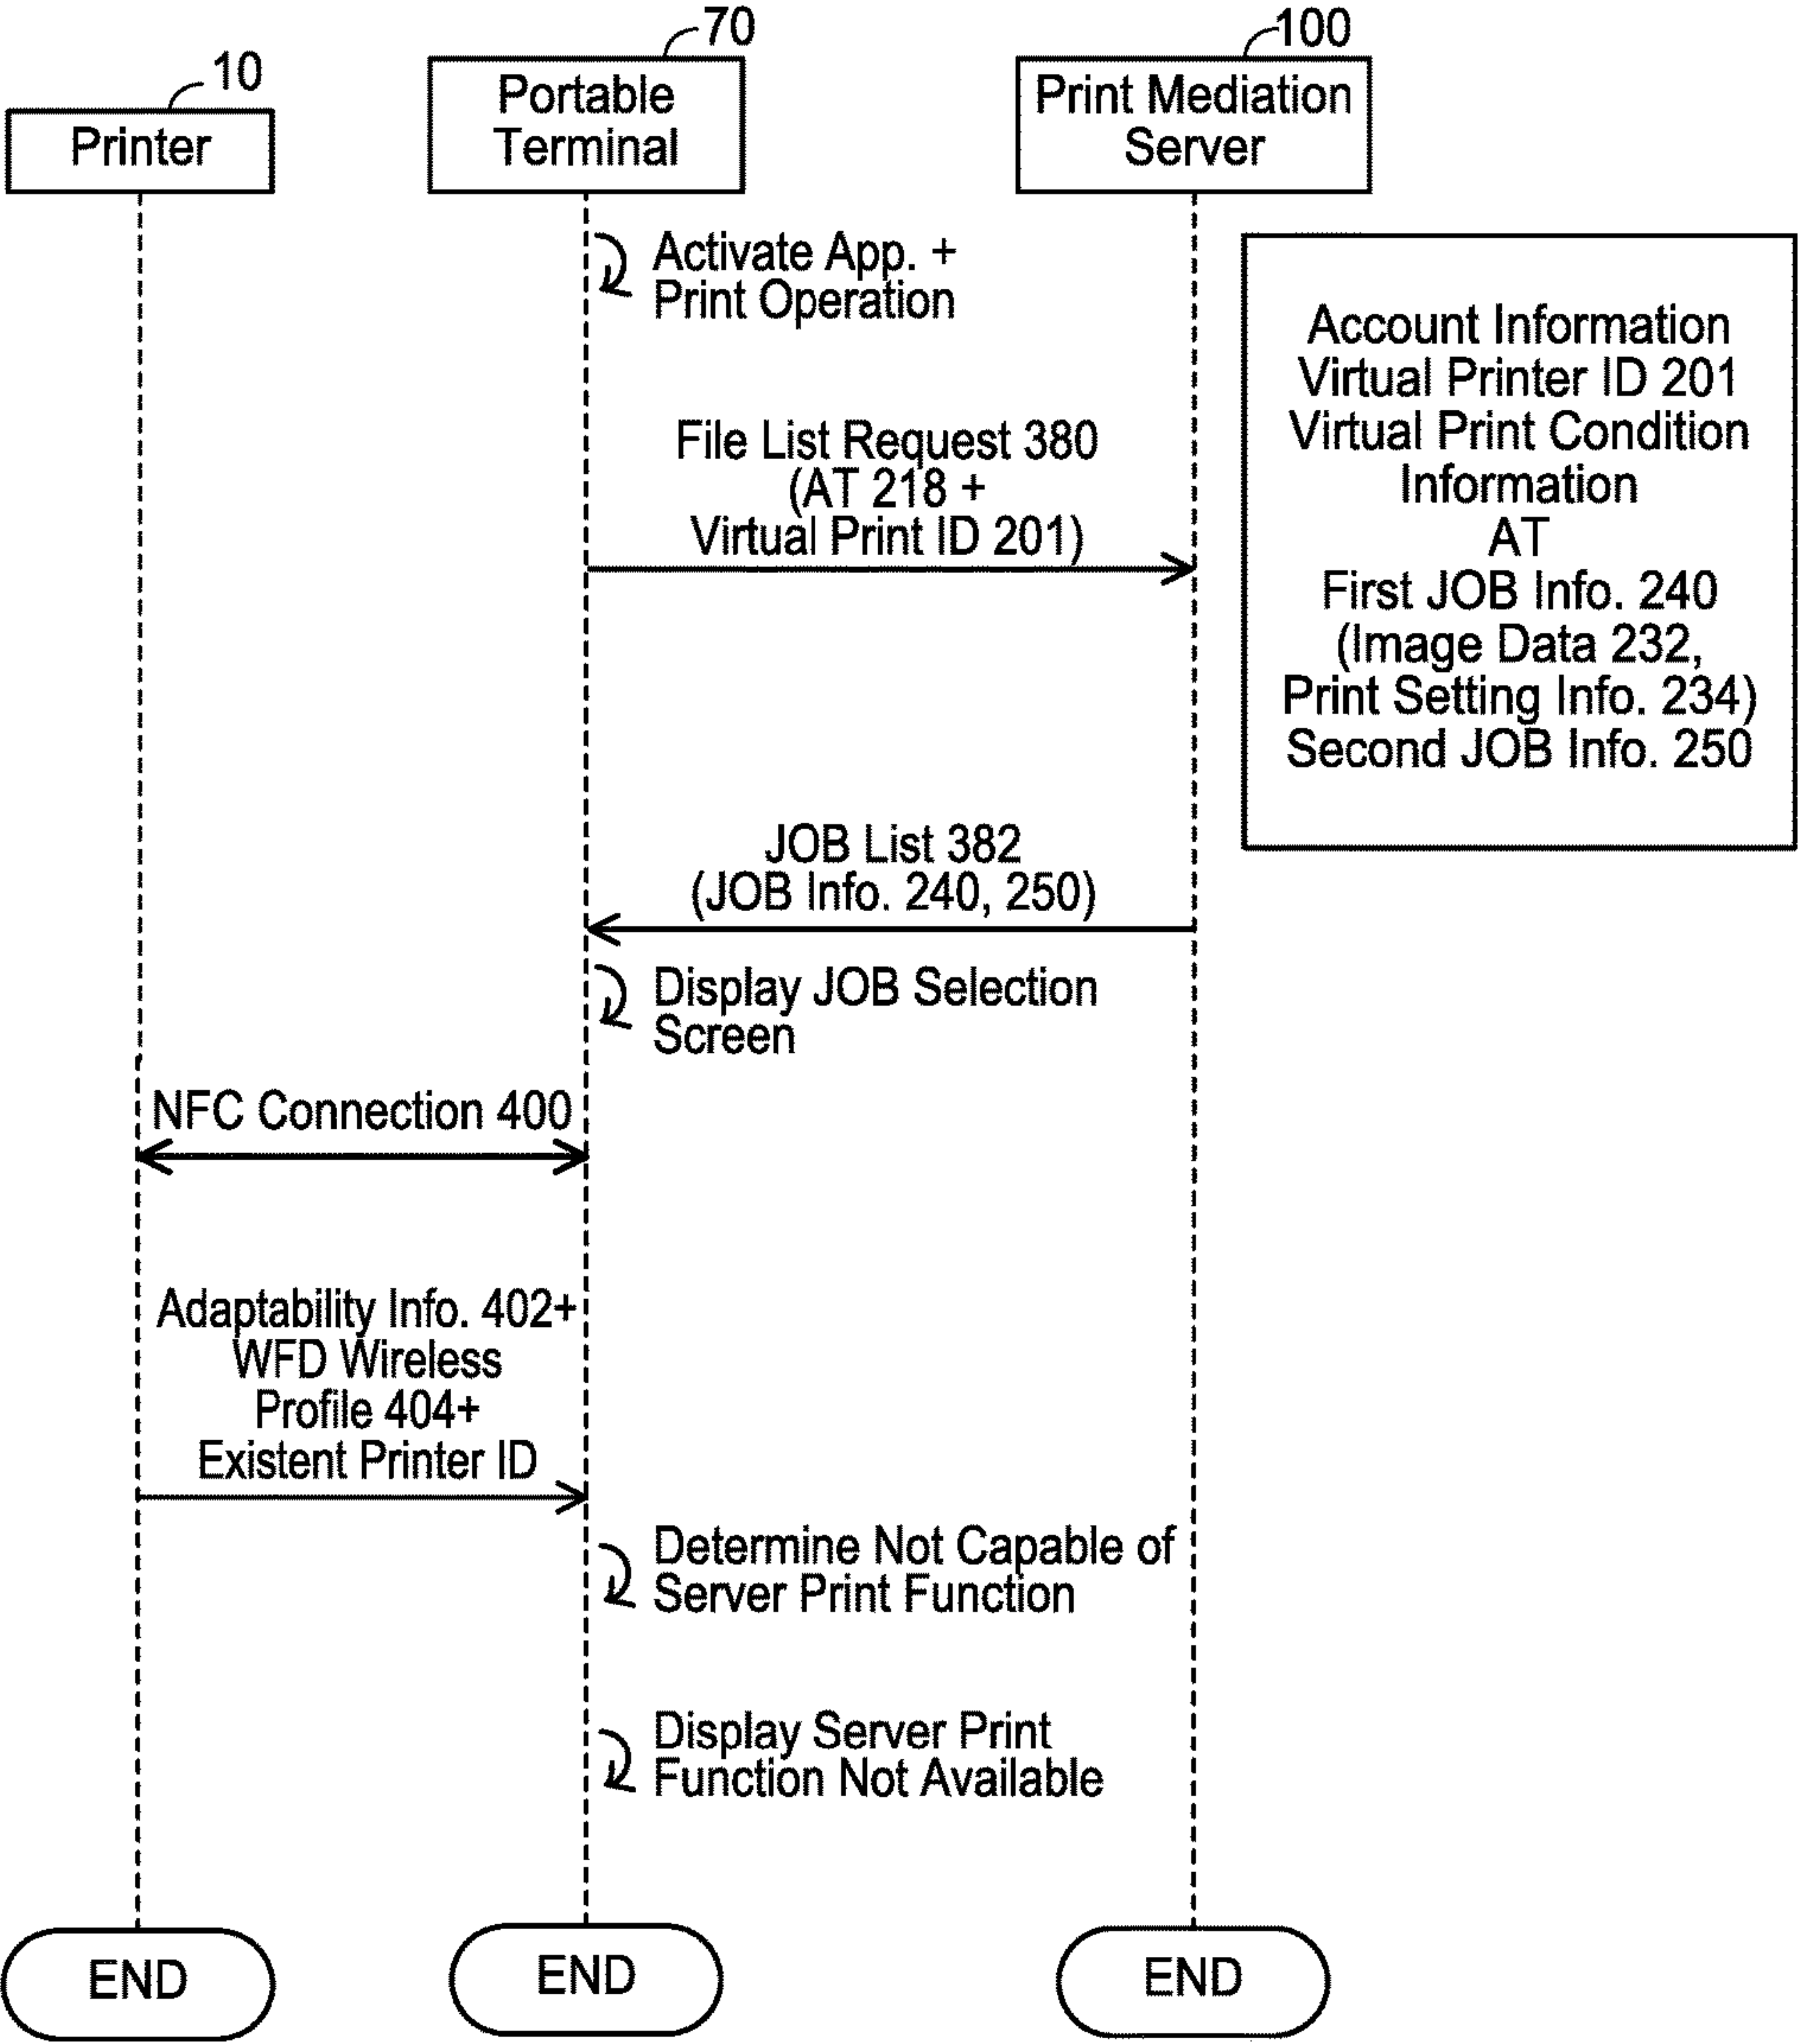 10
Printer
70
Portable
Terminal
100
Print Mediation
Server
Activate App. +
Print Operation
Account Information
Virtual Printer ID 201
Virtual Print Condition
Information
AT
First JOB Info. 240
(Image Data 232,
Print Setting Info. 234)
Second JOB Info. 250
File List Request 380
(AT 218 +
Virtual Print ID 201)
JOB List 382
(JOB Info. 240, 250)
Display JOB Selection
Screen
NFC Connection 400
Adaptability Info. 402+
WFD Wireless
Profile 404+
Existent Printer ID
Determine Not Capable of
Server Print Function
Display Server Print
Function Not Available
END
END
END